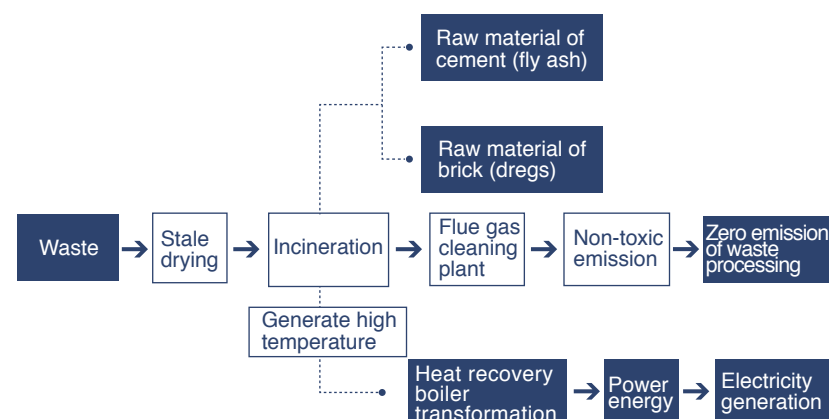 Raw material of
cement (fly ash)
Raw material of
brick (dregs)
Waste
Stale
drying
Incineration
Flue gas
cleaning
plant
Non-toxic
emission
Zero emission
of waste
processing
Generate high
temperature
Heat recovery
boiler
transformation
Power
energy
Electricity
generation